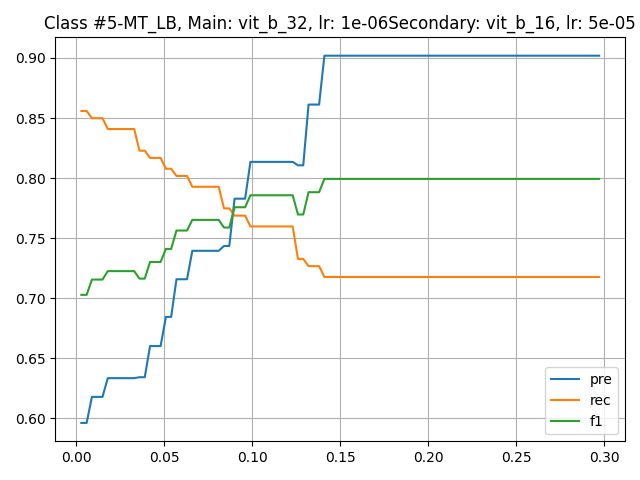 Class #5-MT_LB, Main: vit_b_32, lr: 1e-06Secondary: vit_b_16, lr: 5e-05
0.90
0.85
0.80
0.75
0.70
0.65
0.60
pre
rec
f1
0.00 0.05 0.10 0.15 0.20 0.25 0.30